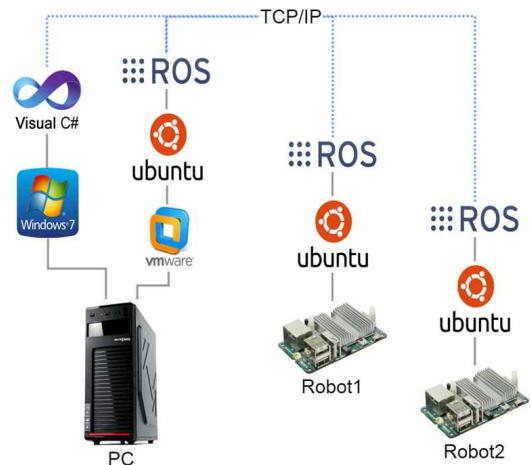 TCP/IP
ROS
Visual C#
ubuntu
ROS
Windows 7
vmware
ubuntu
ROS
ubuntu
Robot1
PC
Robot2